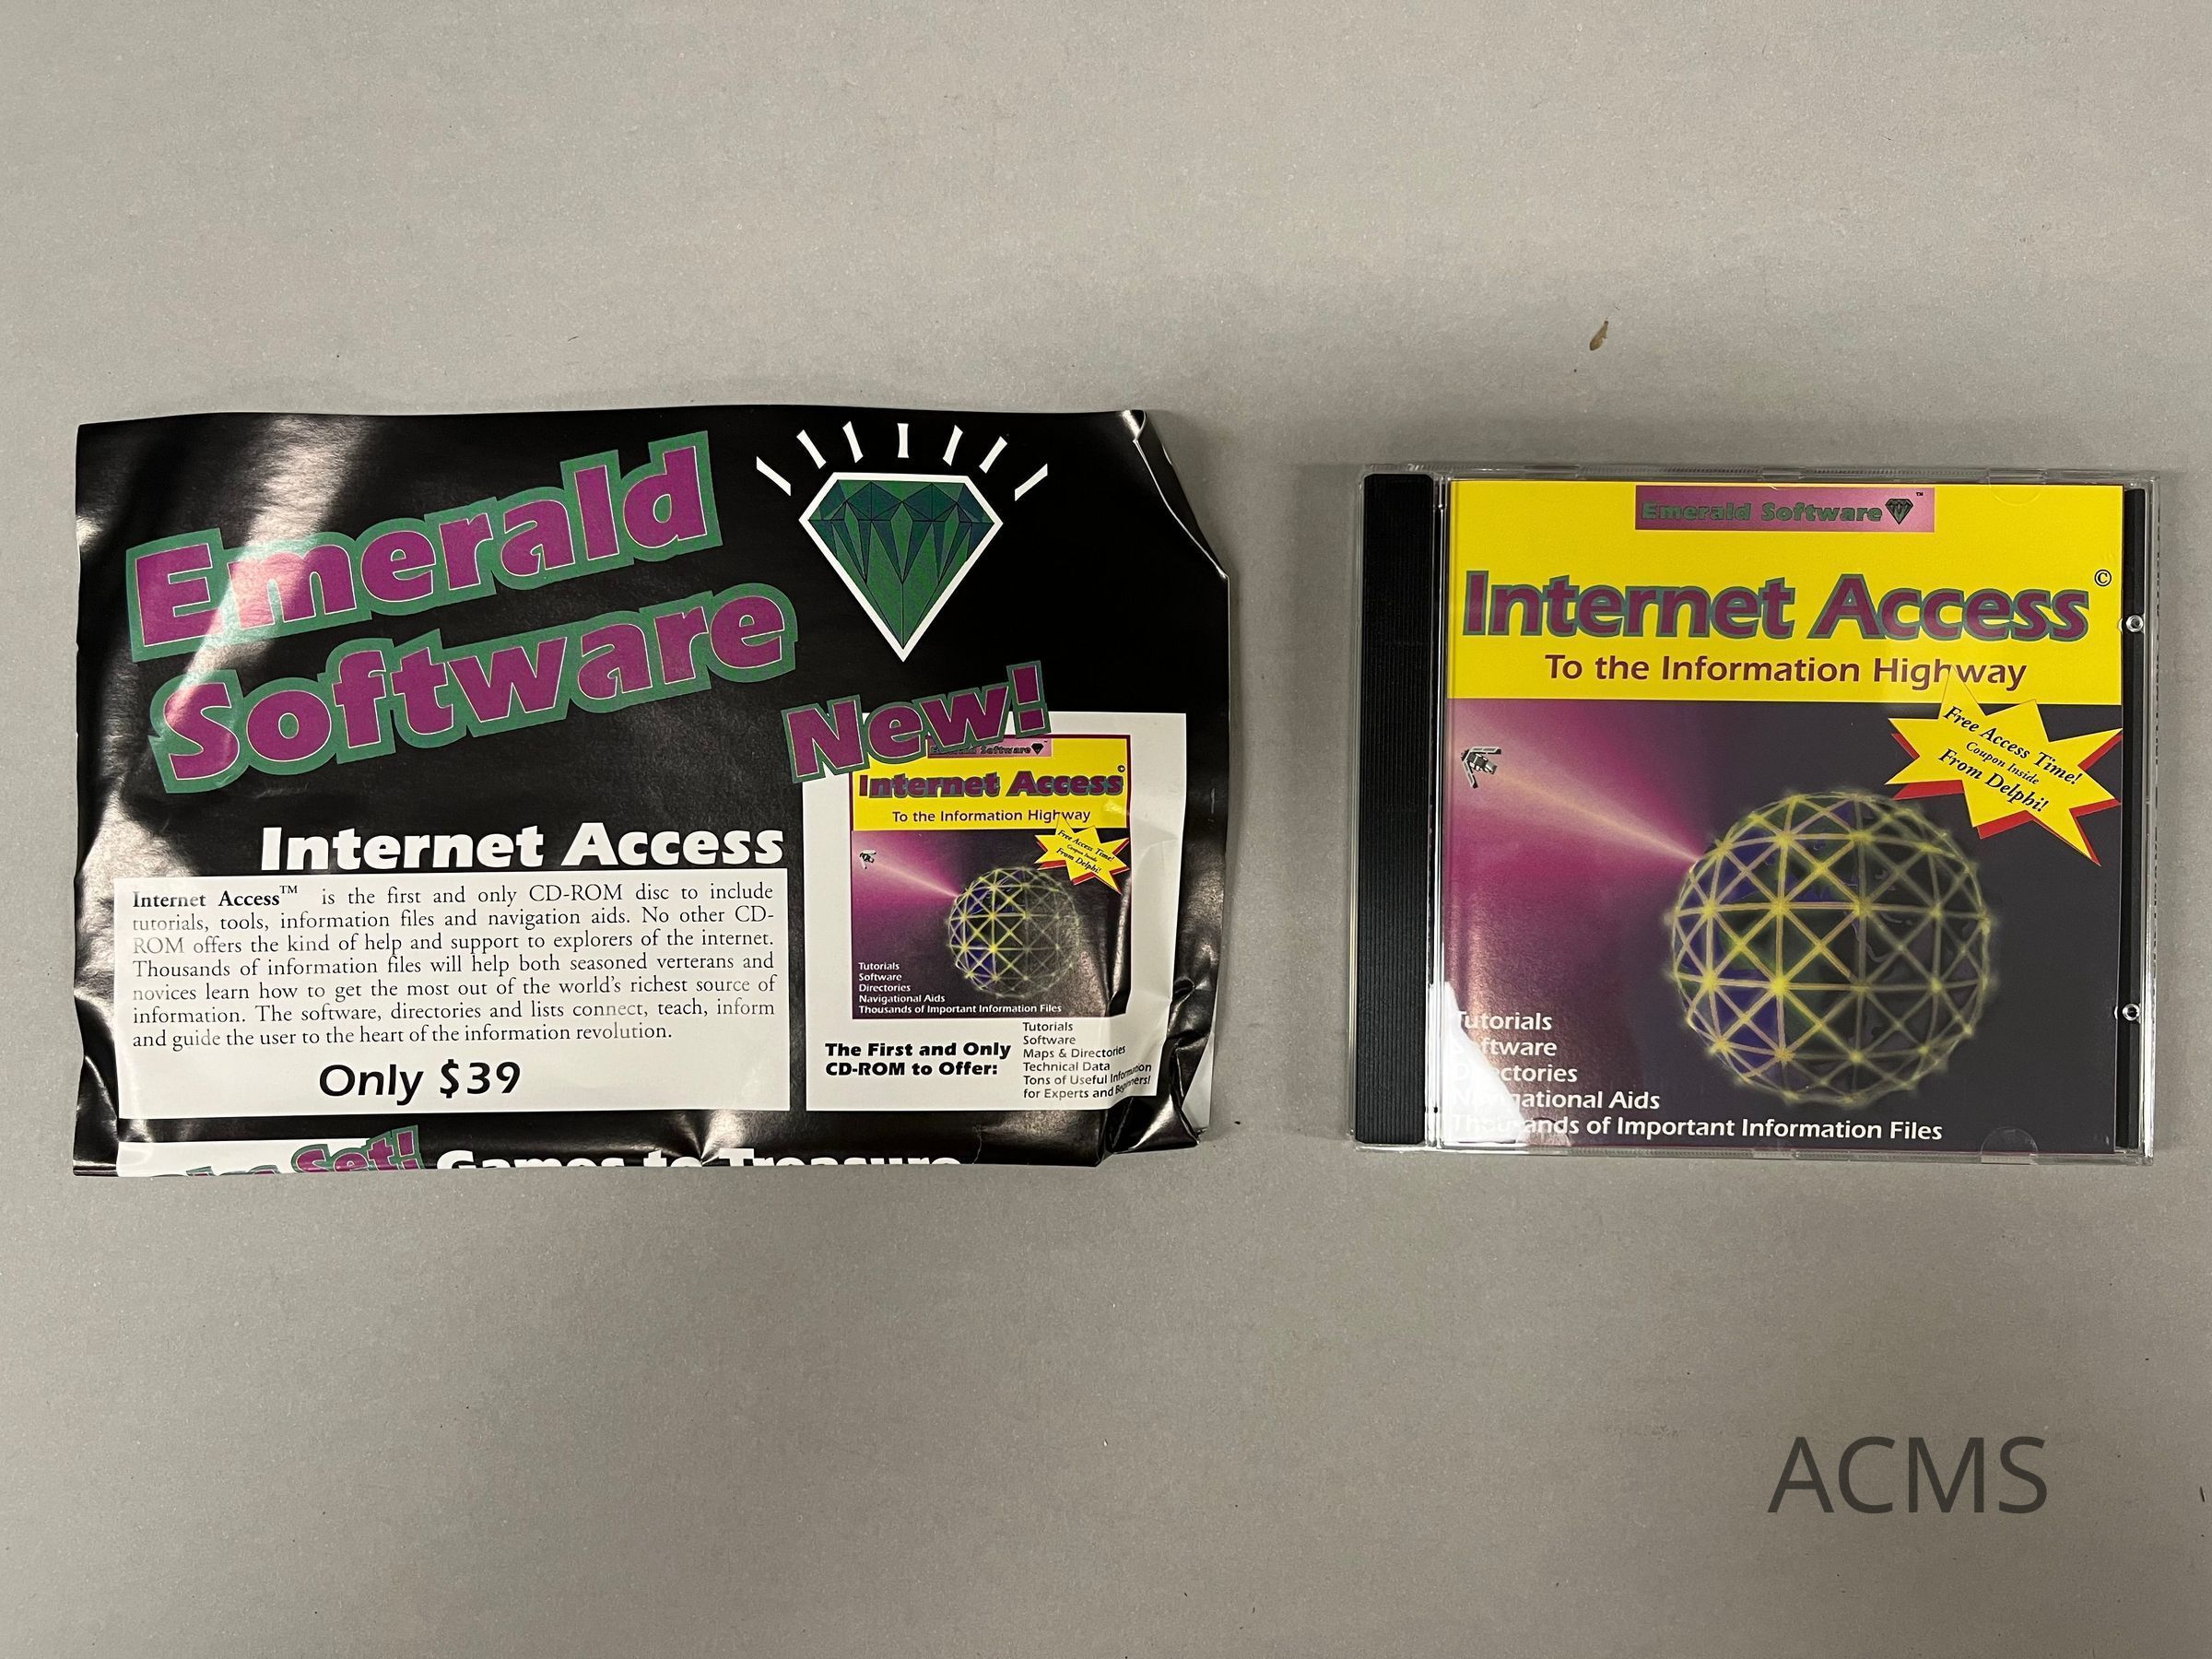 Emerald
Software
New!
Internet Access
Internet Access™ is the first and only CD-ROM disc to include
tutorials, tools, information files and navigation aids. No other CD-
ROM offers the kind of help and support to explorers of the internet.
Thousands of information files will help both seasoned verterans and
novices learn how to get the most out of the world's richest source of
information. The software, directories and lists connect, teach, inform
and guide the user to the heart of the information revolution.
Only $39
Emerald Software™
Internet Access©
To the Information Highway
Free Access Time!
Coupon Inside
From Delphi!
Tutorials
Software
Directories
Navigational Aids
Thousands of Important Information Files
The First and Only
CD-ROM to Offer:
Tutorials
Software
Maps & Directories
Technical Data
Tons of Useful Information
for Experts and Beginners!
Set! Games to Treasure
Emerald Software™
Internet Access©
To the Information Highway
Free Access Time!
Coupon Inside
From Delphi!
Tutorials
Software
Directories
Navigational Aids
Thousands of Important Information Files
ACMS